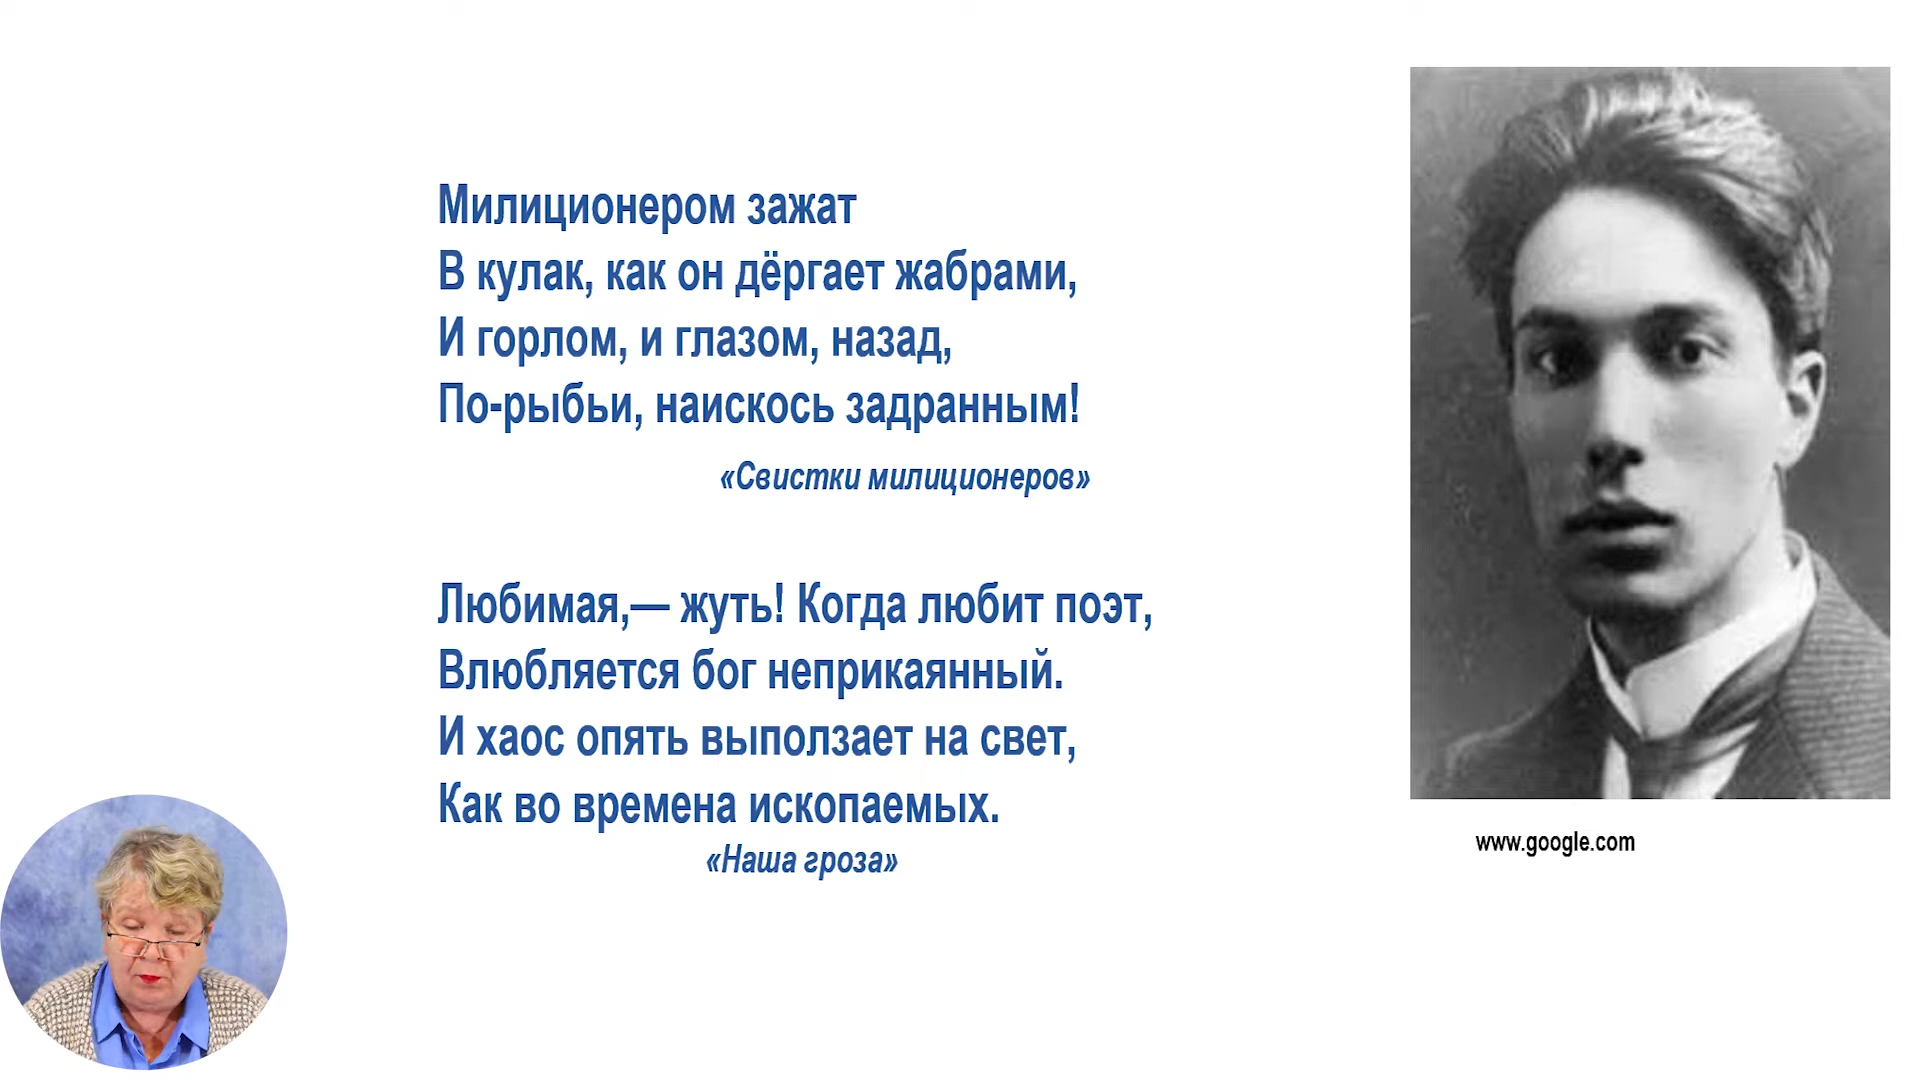 Милиционером зажат
В кулак, как он дёргает жабрами,
И горлом, и глазом, назад,
По-рыбьи, наискось задранным!
«Свистки милиционеров»
Любимая,— жуть! Когда любит поэт,
Влюбляется бог неприкаянный.
И хаос опять выползает на свет,
Как во времена ископаемых.
«Наша гроза»
www.google.com